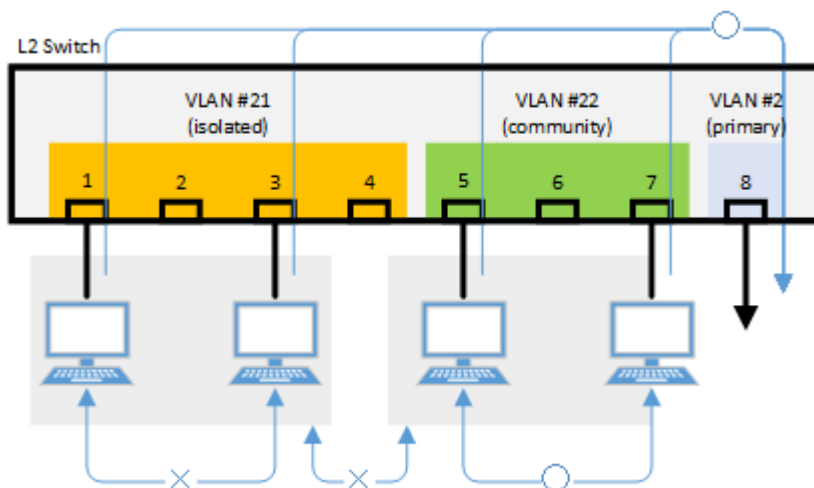 L2 Switch
VLAN #21
(isolated)
VLAN #22
(community)
VLAN #2
(primary)
1
2
3
4
5
6
7
8